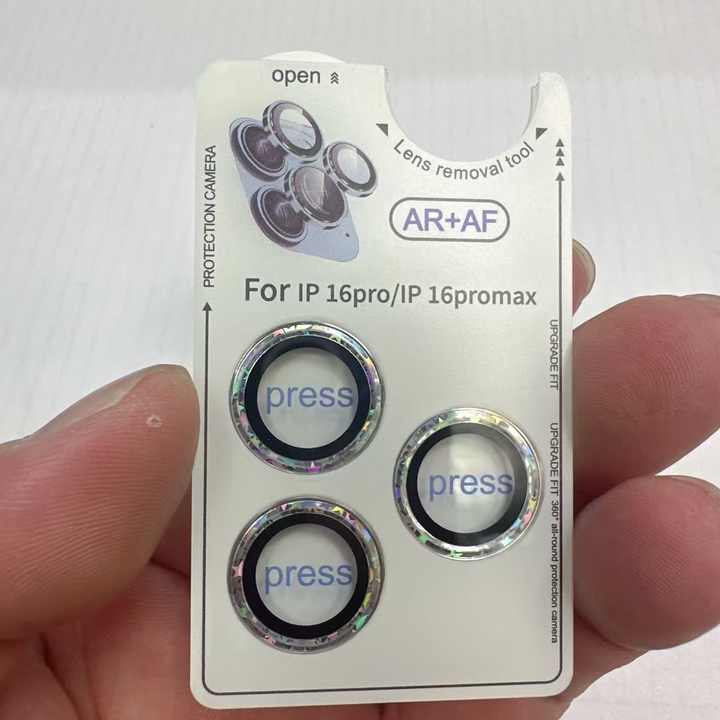 open
Lens removal tool
PROTECTION CAMERA
AR+AF
For IP 16pro/IP 16promax
UPGRADE FIT
press
press
press
UPGRADE FIT 360° all-round protection camera